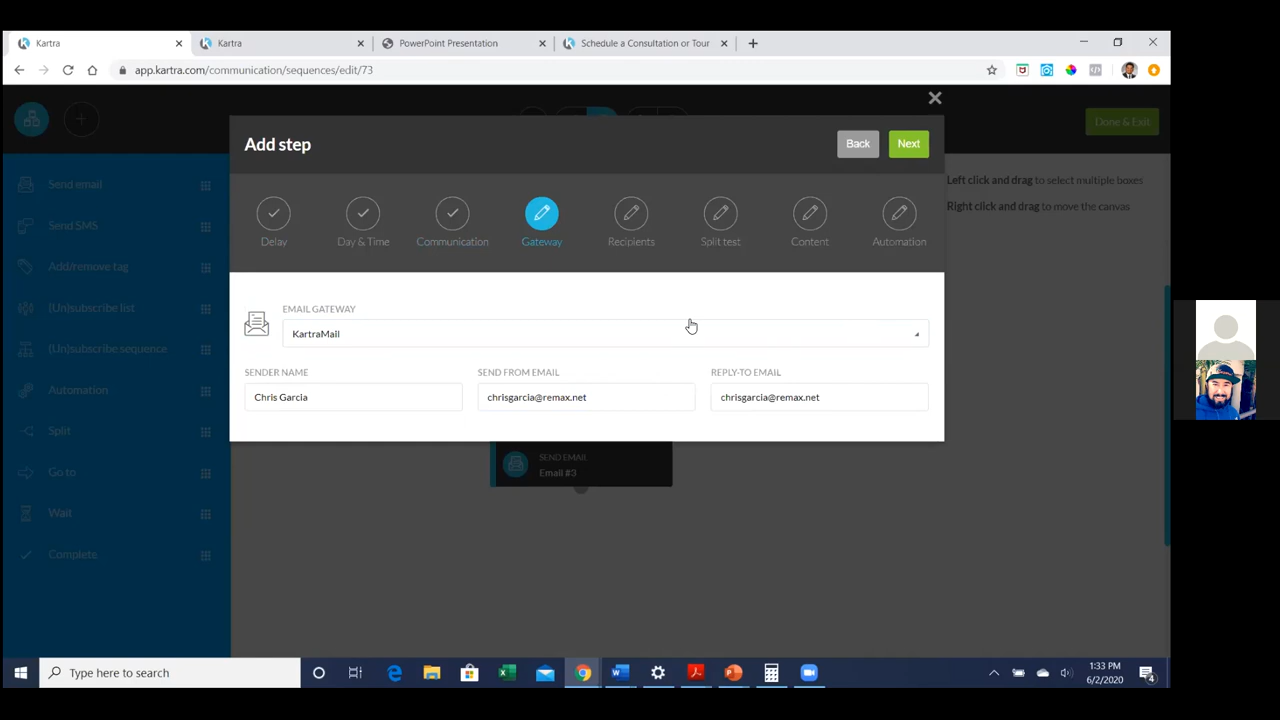 Kartra
Kartra
PowerPoint Presentation
Schedule a Consultation or Tour
app.kartra.com/communication/sequences/edit/73
Done & Exit
Add step
Back
Next
Left click and drag to select multiple boxes
Right click and drag to move the canvas
Send email
Send SMS
Add/remove tag
(Un)subscribe list
(Un)subscribe sequence
Automation
Split
Go to
Wait
Complete
Delay
Day & Time
Communication
Gateway
Recipients
Split test
Content
Automation
EMAIL GATEWAY
KartraMail
SENDER NAME
SEND FROM EMAIL
REPLY-TO EMAIL
Chris Garcia
chrisgarcia@remax.net
chrisgarcia@remax.net
SEND EMAIL
Email #3
Type here to search
1:33 PM
6/2/2020
4